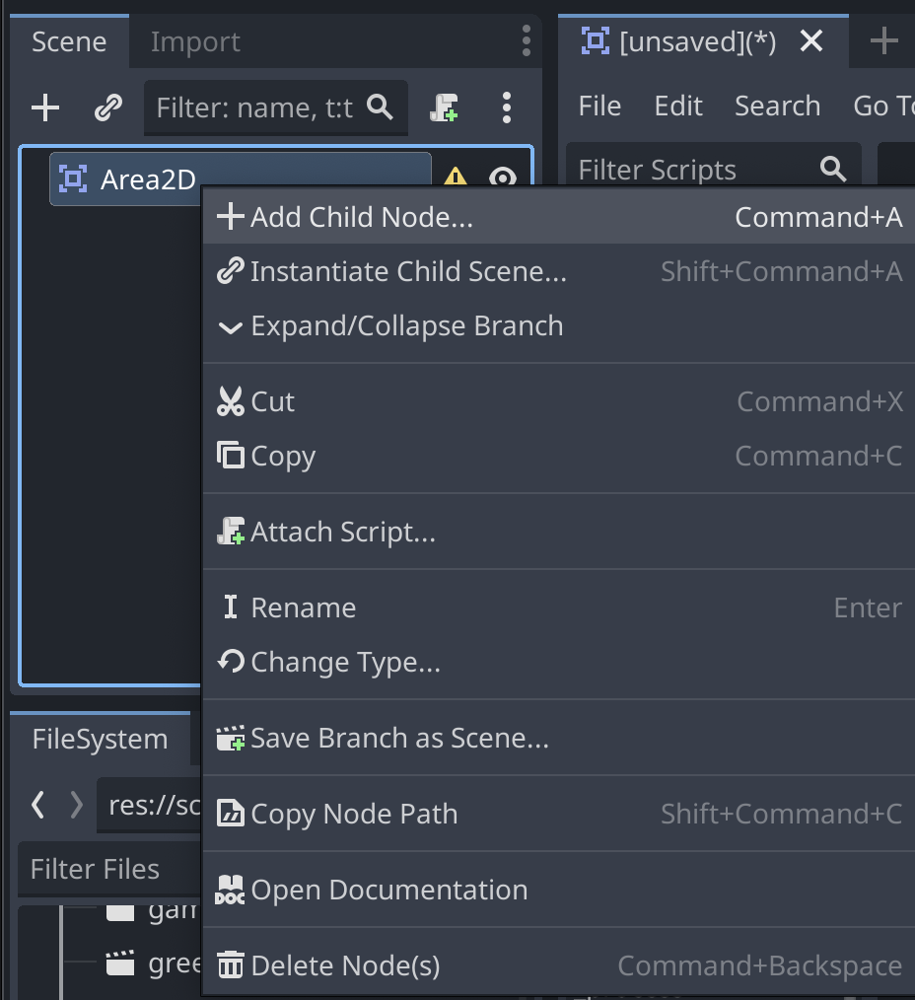 Scene Import
[unsaved](*)
Filter: name, t:t
File Edit Search Go To
Filter Scripts
Area2D
Add Child Node... Command+A
Instantiate Child Scene... Shift+Command+A
Expand/Collapse Branch
Cut Command+X
Copy Command+C
Attach Script...
Rename Enter
Change Type...
Save Branch as Scene...
FileSystem
Copy Node Path Shift+Command+C
res://sc
Filter Files
Open Documentation
DOC
gam
gree
Delete Node(s) Command+Backspace